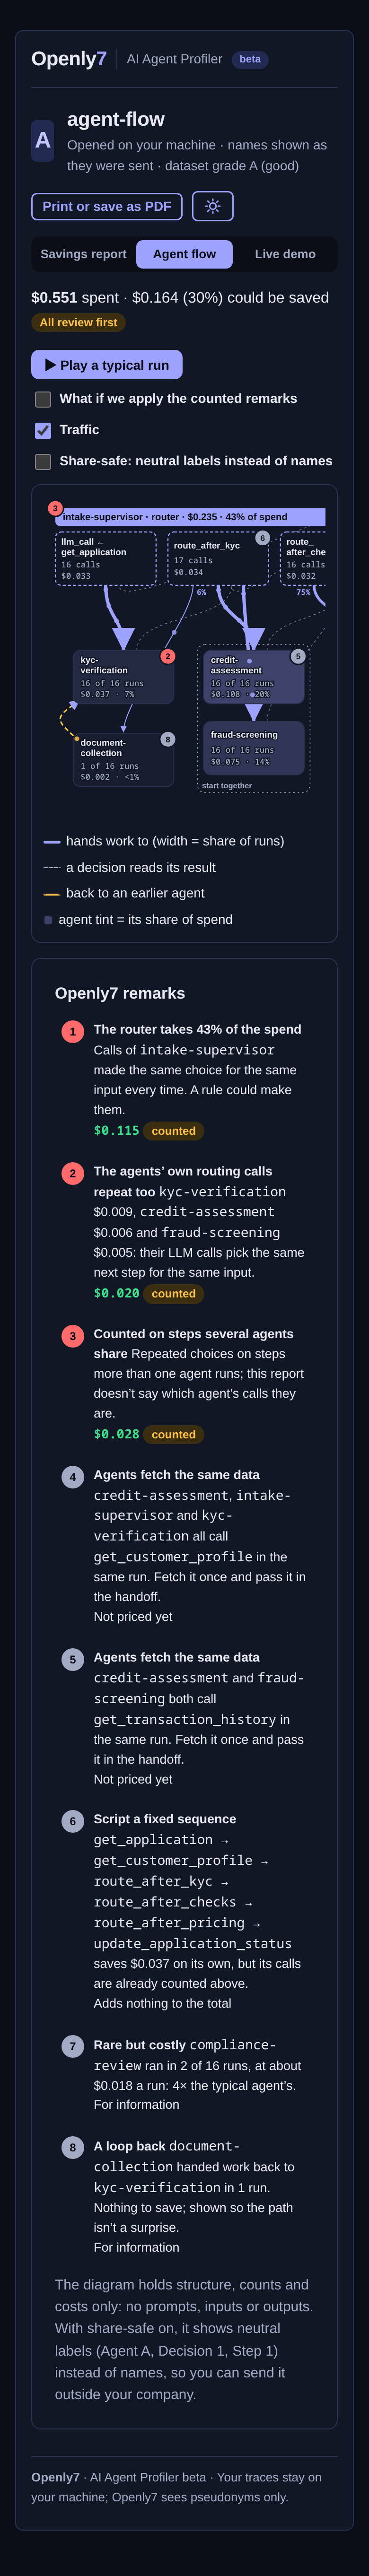 Openly7 AI Agent Profiler beta
A
agent-flow
Opened on your machine · names shown as
they were sent · dataset grade A (good)
Print or save as PDF
Savings report Agent flow Live demo
$0.551 spent · $0.164 (30%) could be saved
All review first
▶ Play a typical run
What if we apply the counted remarks
Traffic
Share-safe: neutral labels instead of names
3
intake-supervisor · router · $0.235 · 43% of spend
llm_call ←
get_application
16 calls
$0.033
route_after_kyc
17 calls
$0.034
6
route_
after_che
16 calls
$0.032
6%
75%
kyc-
verification
16 of 16 runs
$0.037 · 7%
2
credit-
assessment
16 of 16 runs
$0.108 · 20%
5
document-
collection
1 of 16 runs
$0.002 · <1%
8
fraud-screening
16 of 16 runs
$0.075 · 14%
start together
hands work to (width = share of runs)
a decision reads its result
back to an earlier agent
agent tint = its share of spend
Openly7 remarks
1
The router takes 43% of the spend
Calls of intake-supervisor
made the same choice for the same
input every time. A rule could make
them.
$0.115 counted
2
The agents’ own routing calls
repeat too kyc-verification
$0.009, credit-assessment
$0.006 and fraud-screening
$0.005: their LLM calls pick the same
next step for the same input.
$0.020 counted
3
Counted on steps several agents
share Repeated choices on steps
more than one agent runs; this report
doesn’t say which agent’s calls they
are.
$0.028 counted
4
Agents fetch the same data
credit-assessment, intake-
supervisor and kyc-
verification all call
get_customer_profile in the
same run. Fetch it once and pass it in
the handoff.
Not priced yet
5
Agents fetch the same data
credit-assessment and fraud-
screening both call
get_transaction_history in
the same run. Fetch it once and pass
it in the handoff.
Not priced yet
6
Script a fixed sequence
get_application →
get_customer_profile →
route_after_kyc →
route_after_checks →
route_after_pricing →
update_application_status
saves $0.037 on its own, but its calls
are already counted above.
Adds nothing to the total
7
Rare but costly compliance-
review ran in 2 of 16 runs, at about
$0.018 a run: 4× the typical agent’s.
For information
8
A loop back document-
collection handed work back to
kyc-verification in 1 run.
Nothing to save; shown so the path
isn’t a surprise.
For information
The diagram holds structure, counts and
costs only: no prompts, inputs or outputs.
With share-safe on, it shows neutral
labels (Agent A, Decision 1, Step 1)
instead of names, so you can send it
outside your company.
Openly7 · AI Agent Profiler beta · Your traces stay on
your machine; Openly7 sees pseudonyms only.